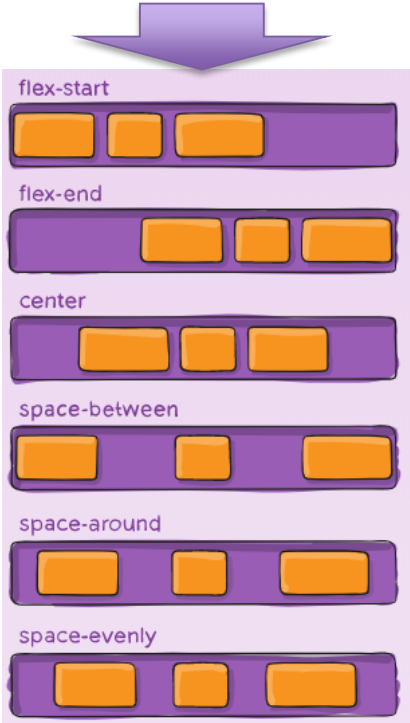 flex-start
flex-end
center
space-between
space-around
space-evenly